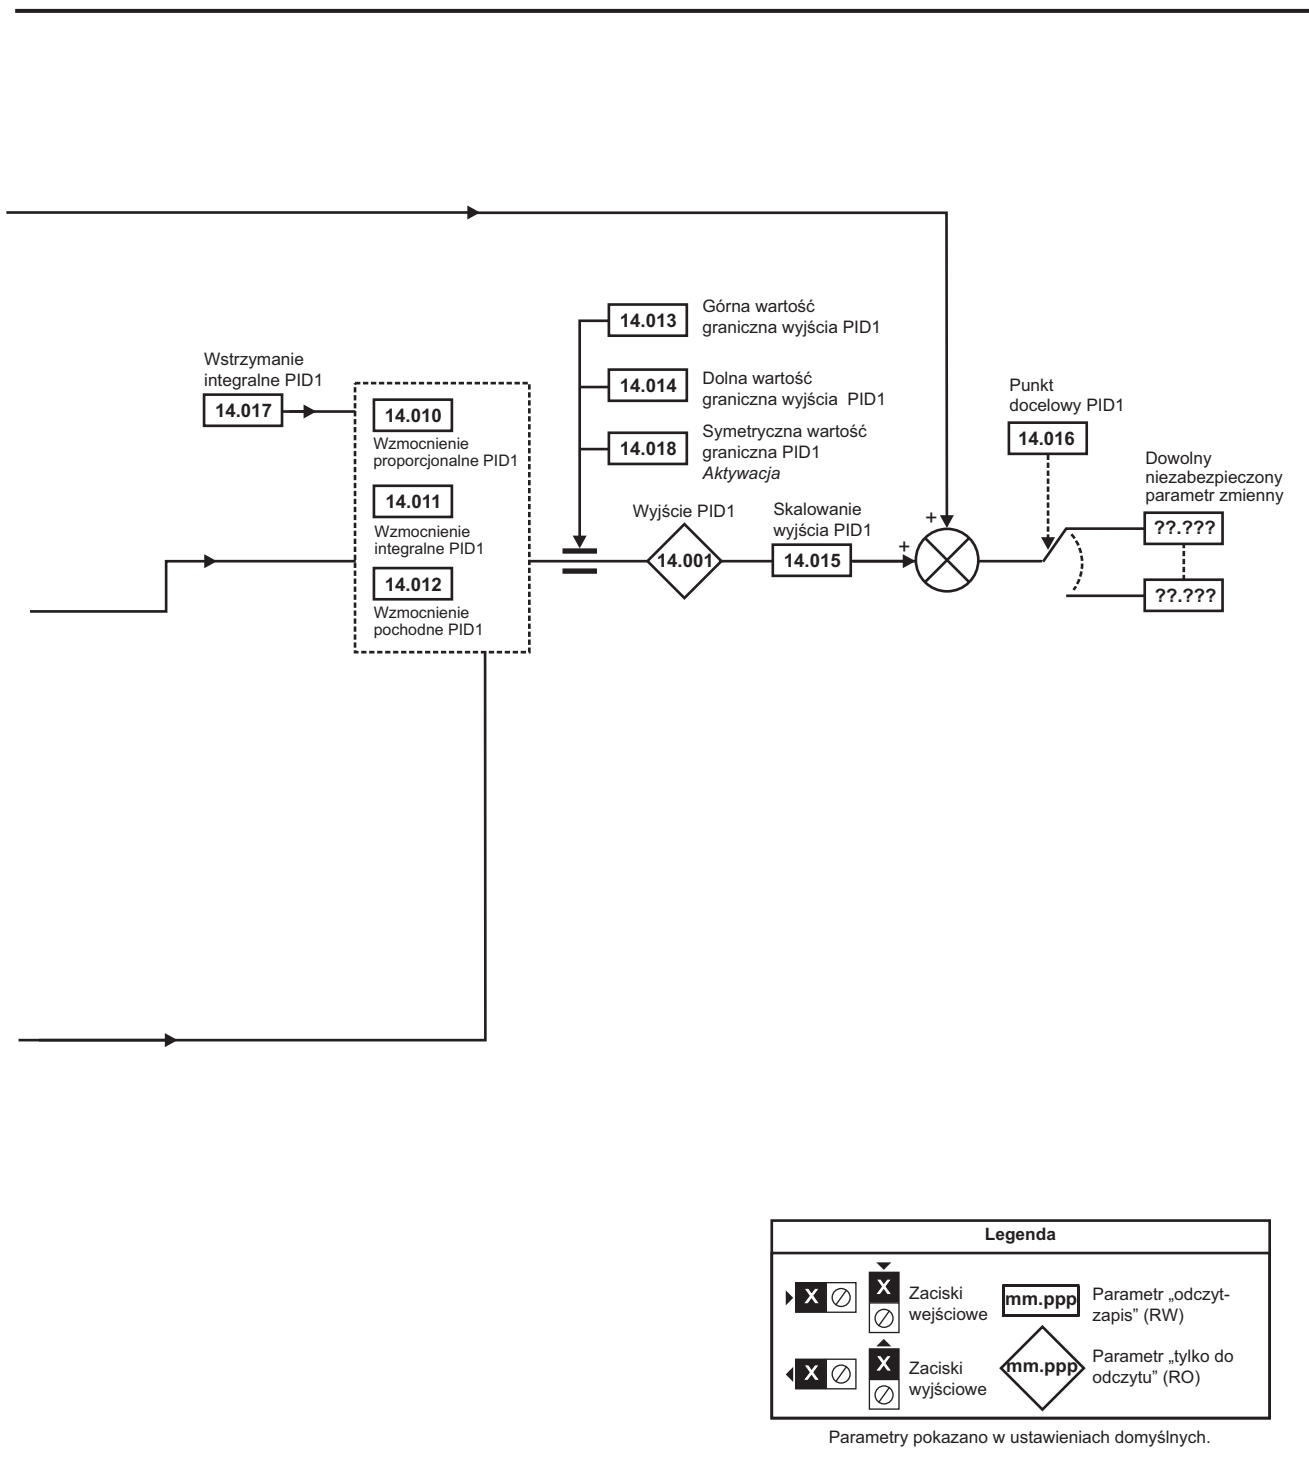 14.013
Górna wartość
graniczna wyjścia PID1
Wstrzymanie
integralne PID1
14.017
14.014
Dolna wartość
graniczna wyjścia PID1
14.018
Symetryczna wartość
graniczna PID1
Aktywacja
14.010
Wzmocnienie
proporcjonalne PID1
14.011
Wzmocnienie
integralne PID1
14.012
Wzmocnienie
pochodne PID1
Wyjście PID1
14.001
Skalowanie
wyjścia PID1
14.015
+
+
Punkt
docelowy PID1
14.016
Dowolny
niezabezpieczony
parametr zmienny
??.???
??.???
Legenda
X
X
Zaciski
wejściowe
mm.ppp
Parametr „odczyt-
zapis” (RW)
X
X
Zaciski
wyjściowe
mm.ppp
Parametr „tylko do
odczytu” (RO)
Parametry pokazano w ustawieniach domyślnych.